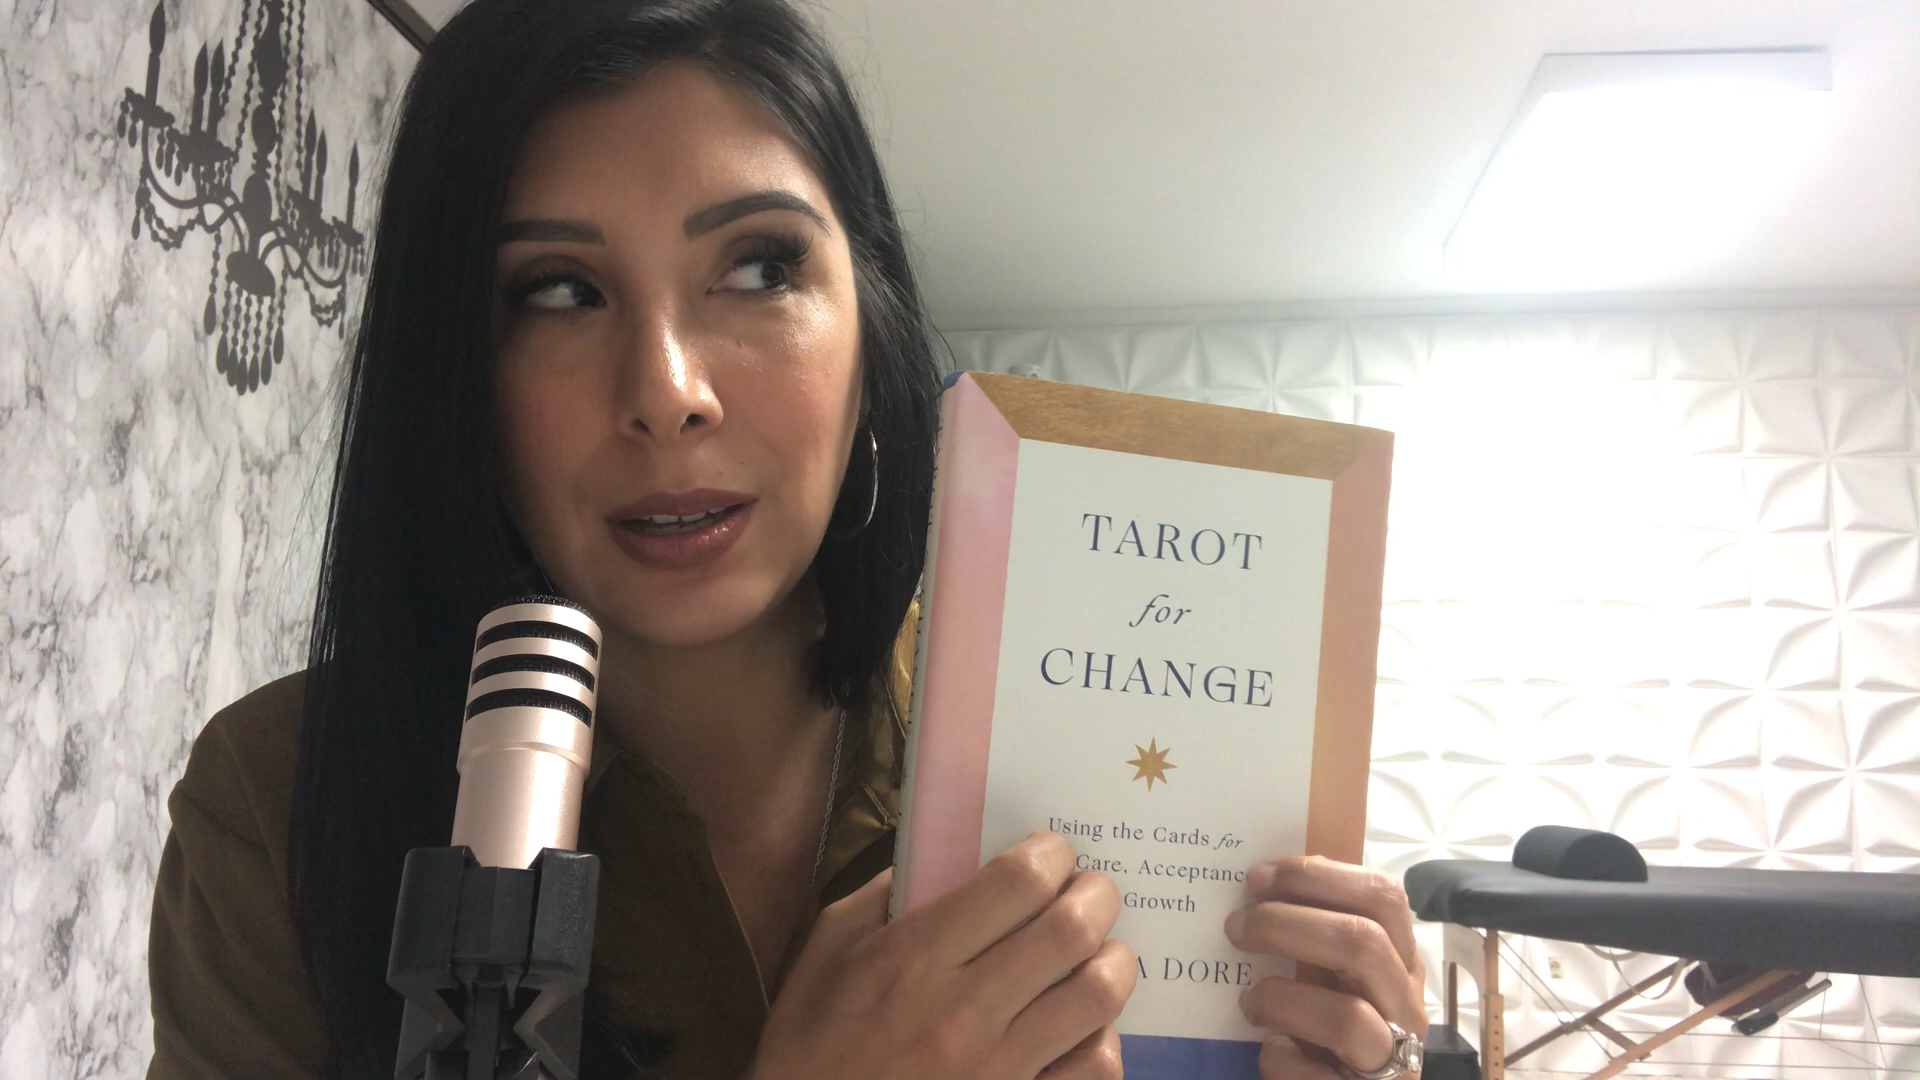 TAROT
for
CHANGE
Using the Cards for
Care, Acceptance
Growth
A DORE